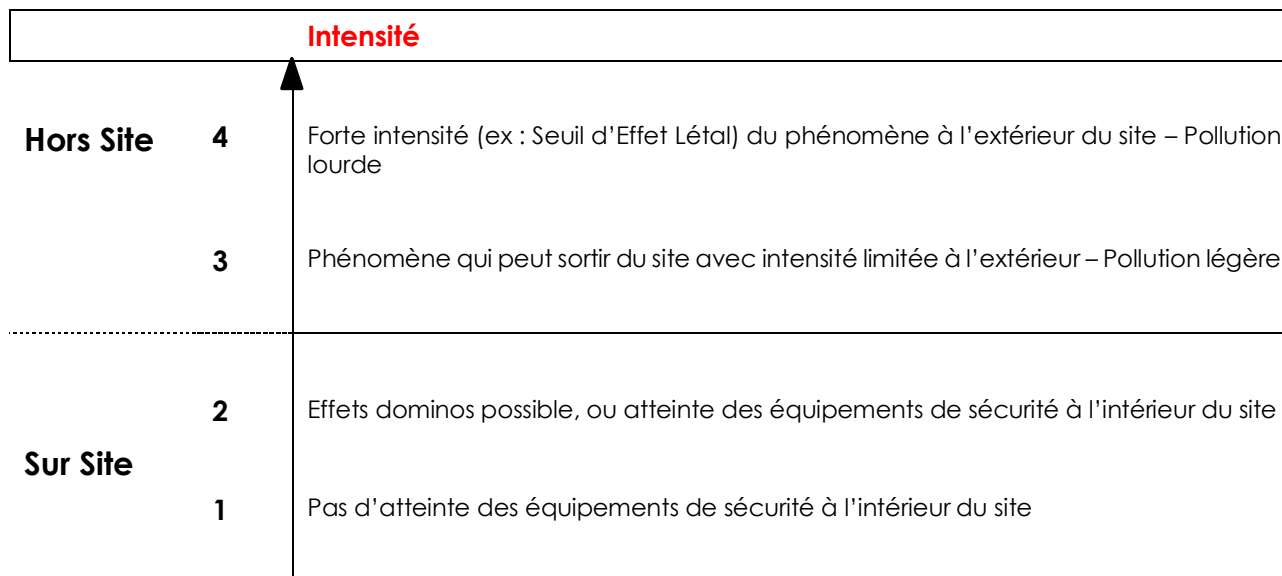 Intensité
Hors Site
4
Forte intensité (ex : Seuil d’Effet Létal) du phénomène à l’extérieur du site – Pollution
lourde
3
Phénomène qui peut sortir du site avec intensité limitée à l’extérieur – Pollution légère
2
Effets dominos possible, ou atteinte des équipements de sécurité à l’intérieur du site
Sur Site
1
Pas d’atteinte des équipements de sécurité à l’intérieur du site